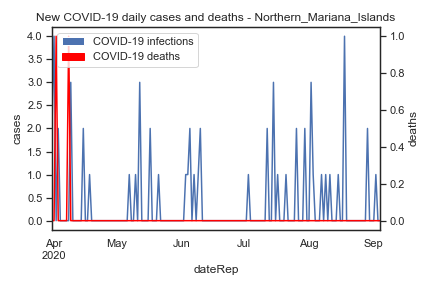 New COVID-19 daily cases and deaths - Northern_Mariana_Islands
COVID-19 infections
COVID-19 deaths
cases
4.0
3.5
3.0
2.5
2.0
1.5
1.0
0.5
0.0
deaths
1.0
0.8
0.6
0.4
0.2
0.0
Apr May Jun Jul Aug Sep
2020
dateRep